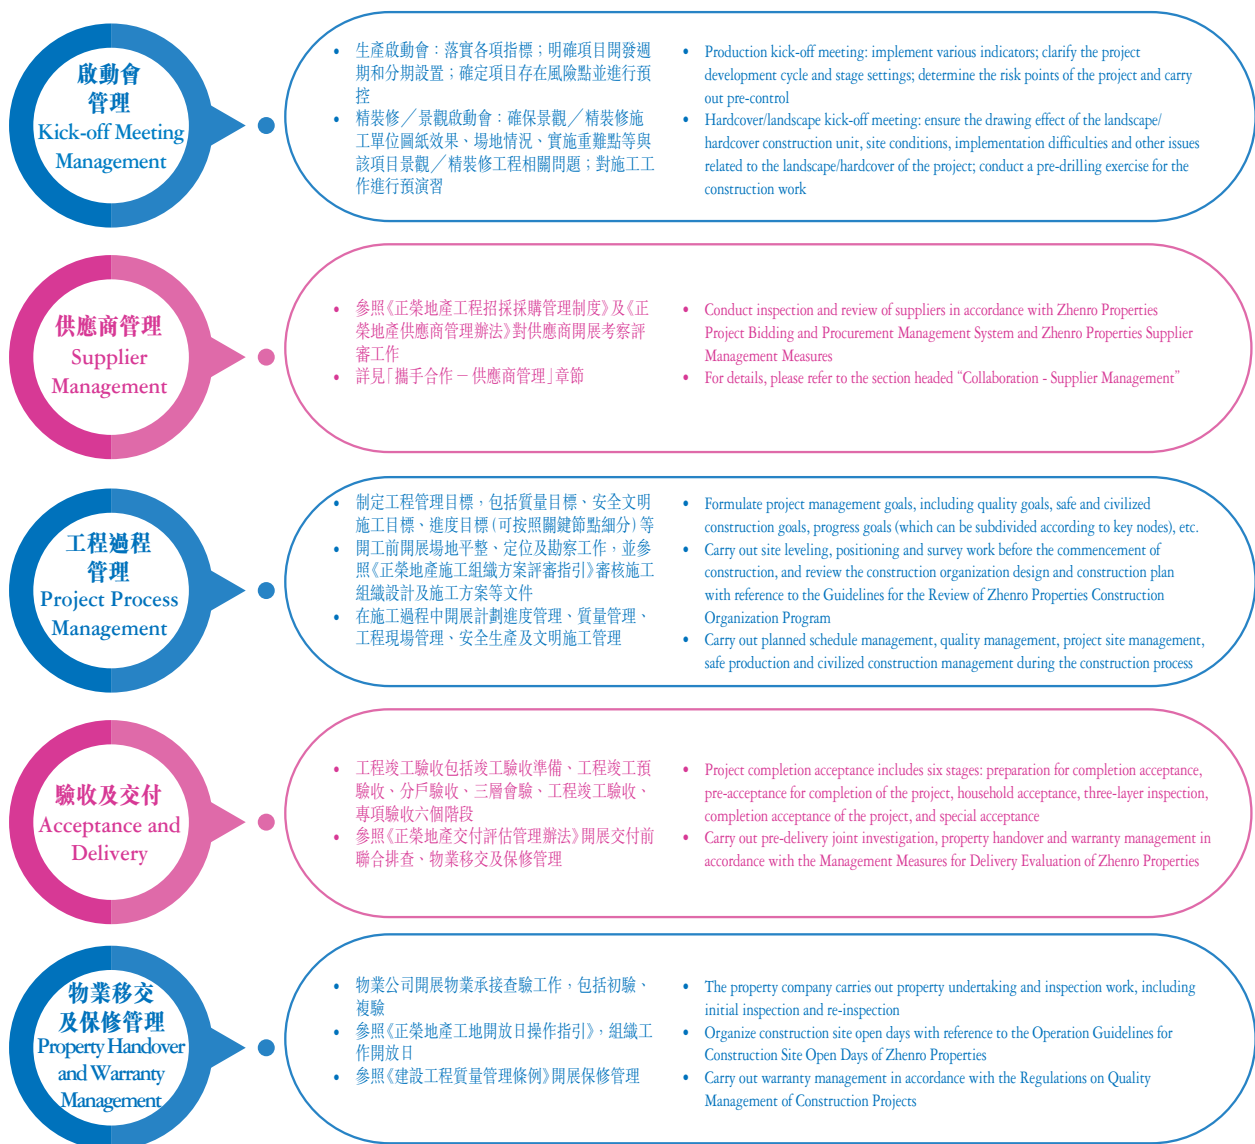 啟動會
管理
Kick-off Meeting
Management
• 生產啟動會：落實各項指標；明確項目開發週
期和分期設置；確定項目存在風險點並進行預
控
• 精裝修／景觀啟動會：確保景觀／精裝修施
工單位圖紙效果、場地情況、實施重難點等與
該項目景觀／精裝修工程相關問題；對施工工
作進行預演習
• Production kick-off meeting: implement various indicators; clarify the project
development cycle and stage settings; determine the risk points of the project and carry
out pre-control
• Hardcover/landscape kick-off meeting: ensure the drawing effect of the landscape/
hardcover construction unit, site conditions, implementation difficulties and other issues
related to the landscape/hardcover of the project; conduct a pre-drilling exercise for the
construction work
供應商管理
Supplier
Management
• 參照《正榮地產工程招採採購管理制度》及《正
榮地產供應商管理辦法》對供應商開展考察評
審工作
• 詳見「攜手合作－供應商管理」章節
• Conduct inspection and review of suppliers in accordance with Zhenro Properties
Project Bidding and Procurement Management System and Zhenro Properties Supplier
Management Measures
• For details, please refer to the section headed “Collaboration - Supplier Management”
工程過程
管理
Project Process
Management
• 制定工程管理目標，包括質量目標、安全文明
施工目標、進度目標（可按照關鍵節點細分）等
• 開工前開展場地平整、定位及勘察工作，並參
照《正榮地產施工組織方案評審指引》審核施工
組織設計及施工方案等文件
• 在施工過程中開展計劃進度管理、質量管理、
工程現場管理、安全生產及文明施工管理
• Formulate project management goals, including quality goals, safe and civilized
construction goals, progress goals (which can be subdivided according to key nodes), etc.
• Carry out site leveling, positioning and survey work before the commencement of
construction, and review the construction organization design and construction plan
with reference to the Guidelines for the Review of Zhenro Properties Construction
Organization Program
• Carry out planned schedule management, quality management, project site management,
safe production and civilized construction management during the construction process
驗收及交付
Acceptance and
Delivery
• 工程竣工驗收包括竣工驗收準備、工程竣工預
驗收、分戶驗收、三層會驗、工程竣工驗收、
專項驗收六個階段
• 參照《正榮地產交付評估管理辦法》開展交付前
聯合排查、物業移交及保修管理
• Project completion acceptance includes six stages: preparation for completion acceptance,
pre-acceptance for completion of the project, household acceptance, three-layer inspection,
completion acceptance of the project, and special acceptance
• Carry out pre-delivery joint investigation, property handover and warranty management in
accordance with the Management Measures for Delivery Evaluation of Zhenro Properties
物業移交
及保修管理
Property Handover
and Warranty
Management
• 物業公司開展物業承接查驗工作，包括初驗、
複驗
• 參照《正榮地產工地開放日操作指引》，組織工
作開放日
• 參照《建設工程質量管理條例》開展保修管理
• The property company carries out property undertaking and inspection work, including
initial inspection and re-inspection
• Organize construction site open days with reference to the Operation Guidelines for
Construction Site Open Days of Zhenro Properties
• Carry out warranty management in accordance with the Regulations on Quality
Management of Construction Projects